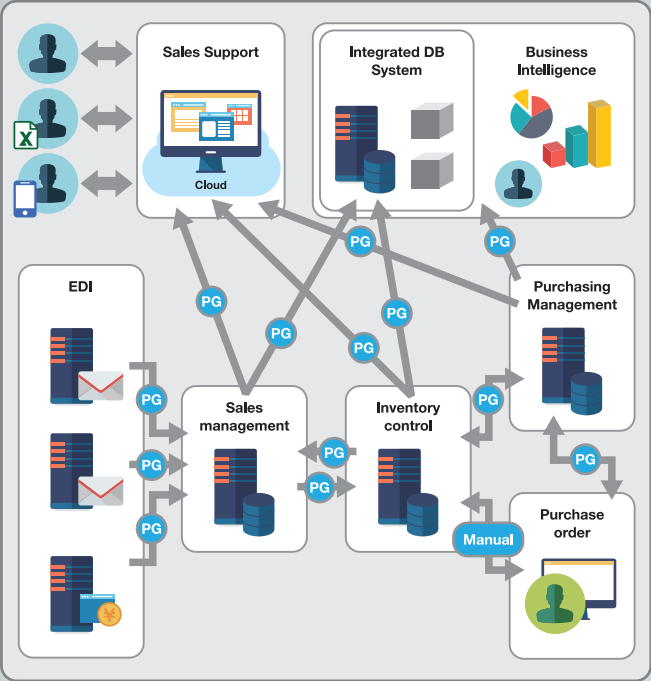 Sales Support
Cloud
Integrated DB
System
Business
Intelligence
X
PG
PG
PG
PG
PG
PG
EDI
Purchasing
Management
PG
PG
PG
¥
Sales
management
PG
PG
Inventory
control
PG
PG
Manual
Purchase
order